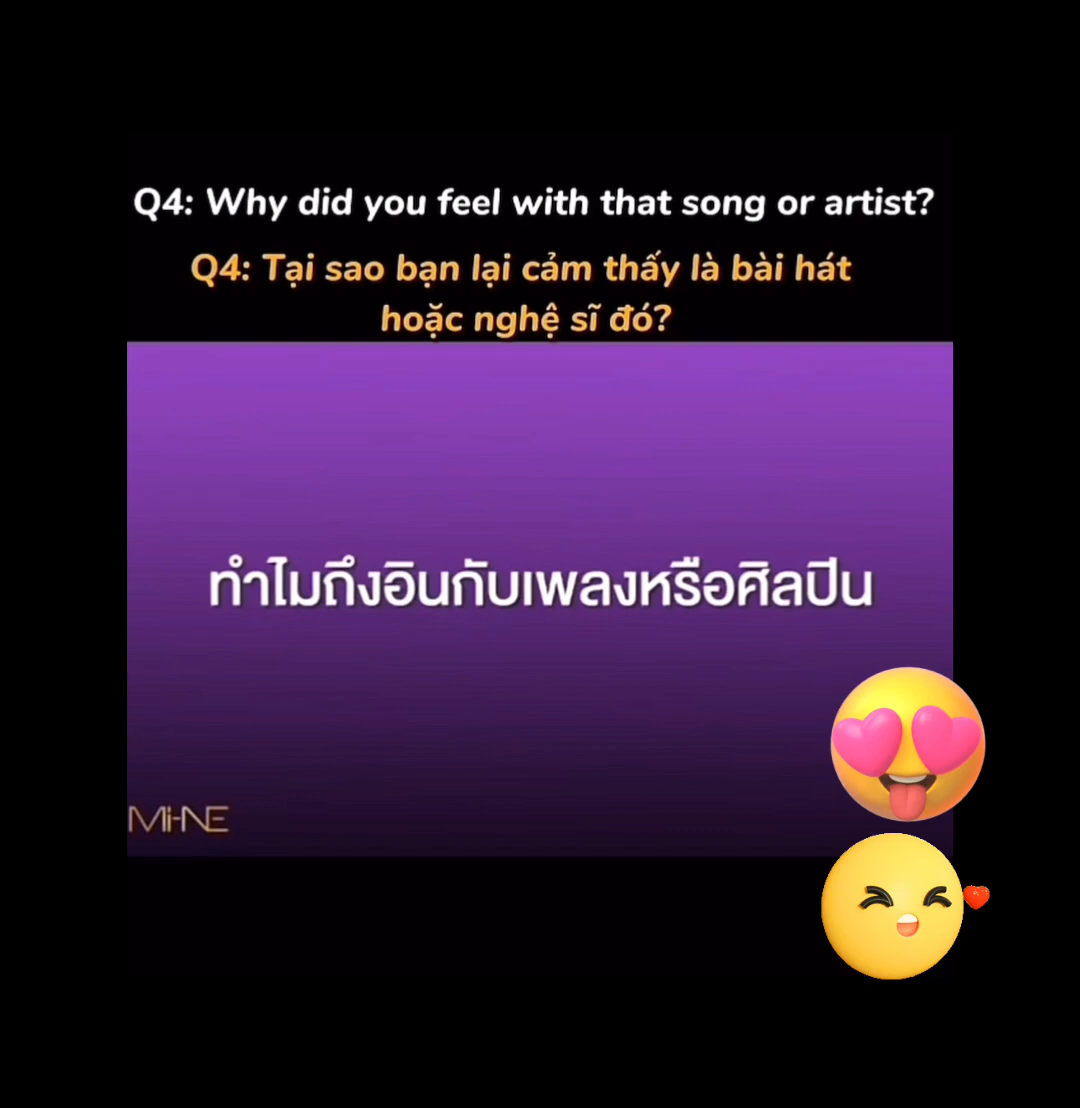 Q4: Why did you feel with that song or artist?
Q4: Tại sao bạn lại cảm thấy là bài hát
hoặc nghệ sĩ đó?
ทำไมถึงอินกับเพลงหรือศิลปิน
MI-NE